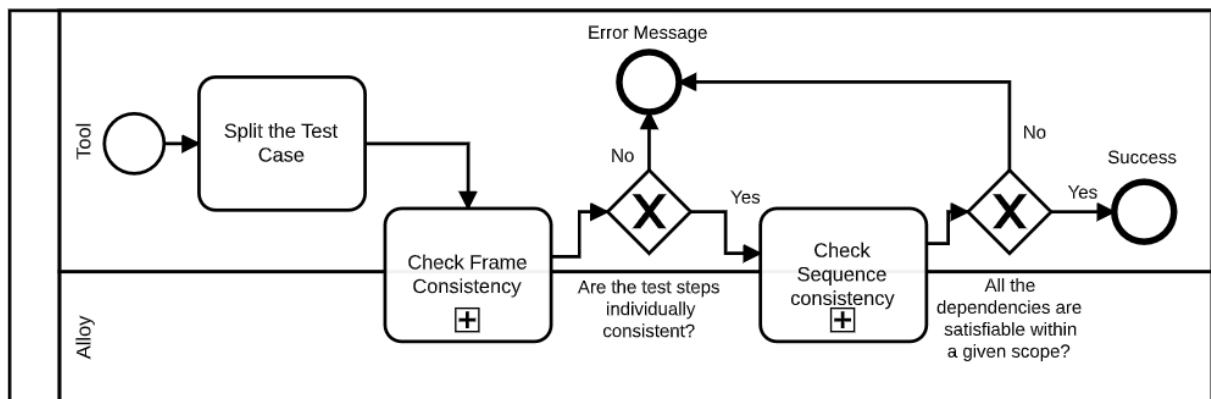 Error Message
Tool
Split the Test
Case
No
No
Success
Yes
Yes
Check Frame
Consistency
Check
Sequence
consistency
Are the test steps
individually
consistent?
All the
dependencies are
satisfiable within
a given scope?
Alloy